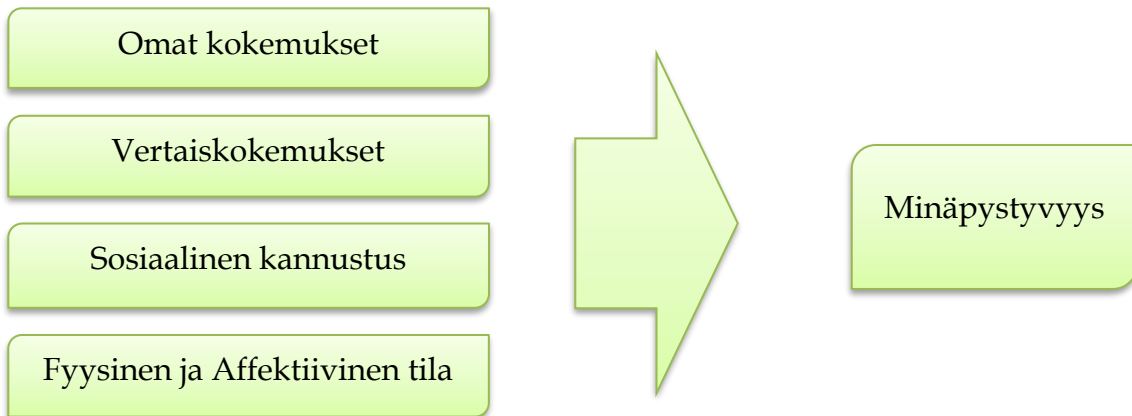 Omat kokemukset
Vertaiskokemukset
Sosiaalinen kannustus
Fyysinen ja Affektiivinen tila
Minäpystyvyys